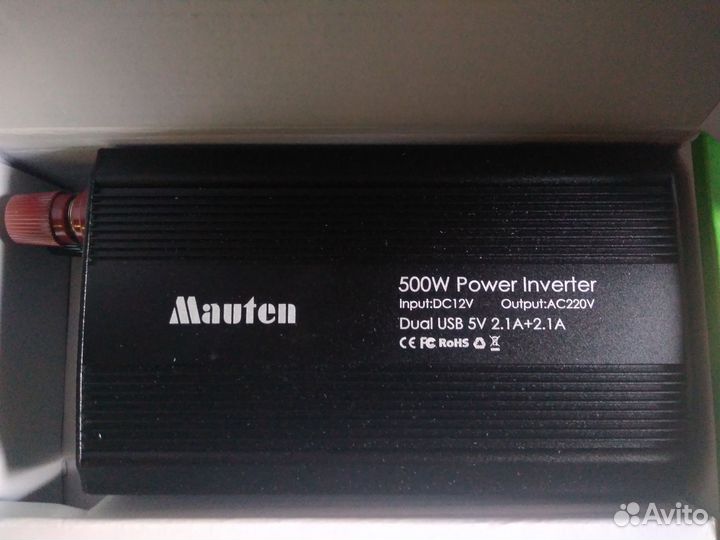 Mauten
500W Power Inverter
Input:DC12V Output:AC220V
Dual USB 5V 2.1A+2.1A
CE FC RoHS
Avito